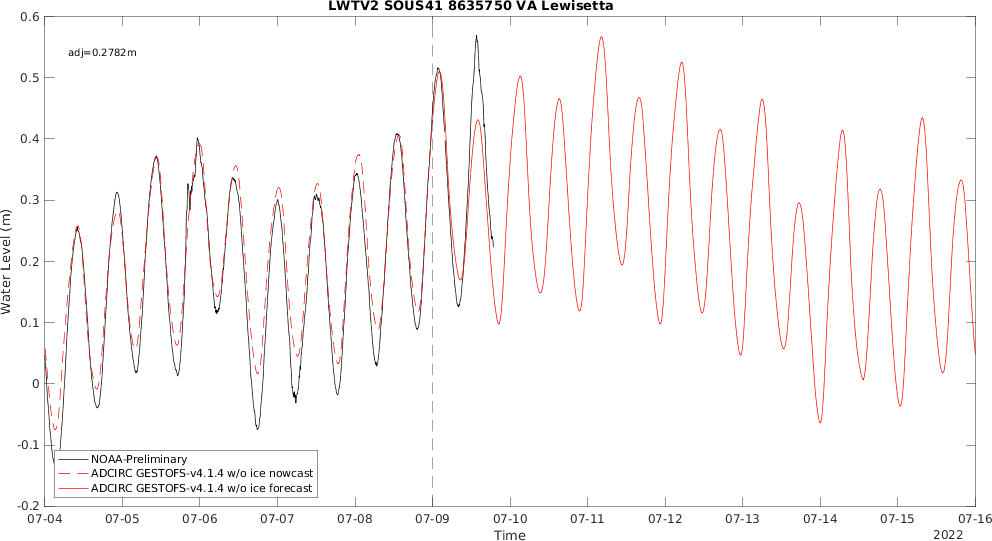 LWTV2 SOUS41 8635750 VA Lewisetta
adj=0.2782m
0.6
0.5
0.4
0.3
0.2
0.1
0
-0.1
-0.2
Water Level (m)
NOAA-Preliminary
ADCIRC GESTOFS-v4.1.4 w/o ice nowcast
ADCIRC GESTOFS-v4.1.4 w/o ice forecast
07-04 07-05 07-06 07-07 07-08 07-09 07-10 07-11 07-12 07-13 07-14 07-15 07-16
Time
2022